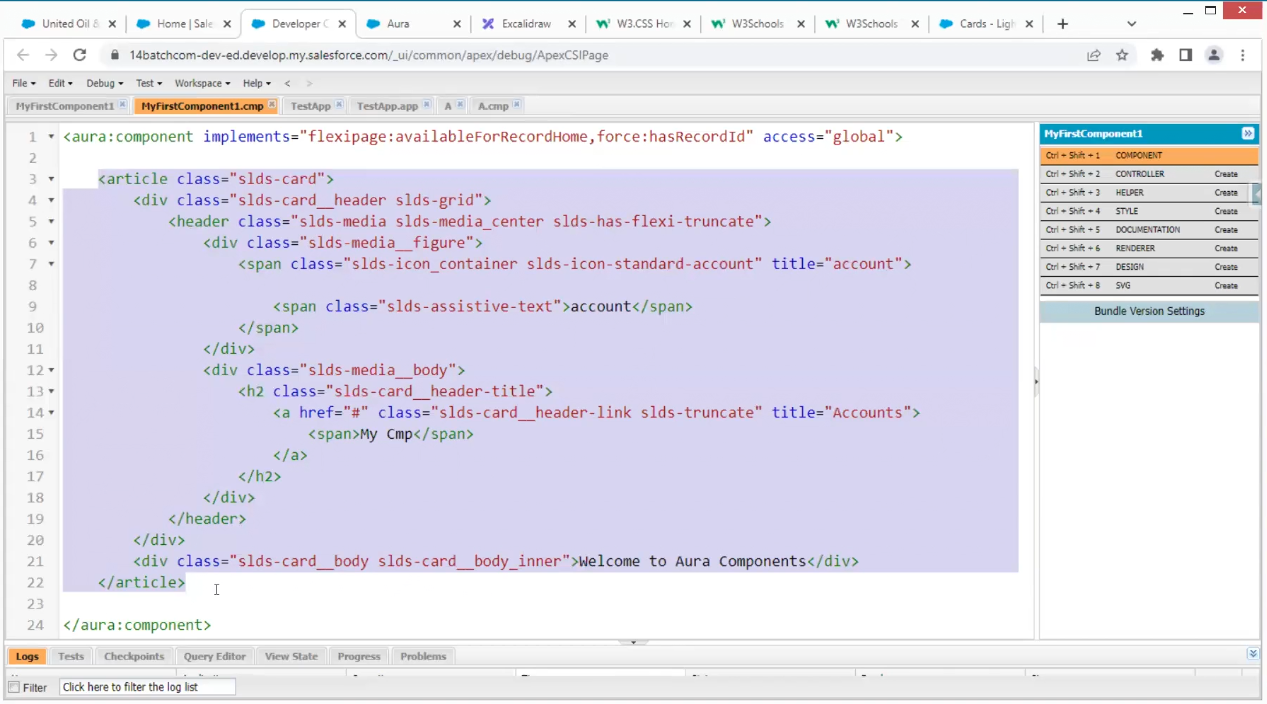 United Oil &
Home | Sale
Developer C
Aura
Excalidraw
W3.CSS Ho
W3Schools
W3Schools
Cards - Ligh
14batchcom-dev-ed.develop.my.salesforce.com/_ui/common/apex/debug/ApexCSIPage
File Edit Debug Test Workspace Help < >
MyFirstComponent1 MyFirstComponent1.cmp TestApp TestApp.app A A.cmp
1 <aura:component implements="flexipage:availableForRecordHome,force:hasRecordId" access="global">
2
3 <article class="slds-card">
4 <div class="slds-card__header slds-grid">
5 <header class="slds-media slds-media_center slds-has-flexi-truncate">
6 <div class="slds-media__figure">
7 <span class="slds-icon_container slds-icon-standard-account" title="account">
8
9 <span class="slds-assistive-text">account</span>
10 </span>
11 </div>
12 <div class="slds-media__body">
13 <h2 class="slds-card__header-title">
14 <a href="#" class="slds-card__header-link slds-truncate" title="Accounts">
15 <span>My Cmp</span>
16 </a>
17 </h2>
18 </div>
19 </header>
20 </div>
21 <div class="slds-card__body slds-card__body_inner">Welcome to Aura Components</div>
22 </article>
23
24 </aura:component>
MyFirstComponent1
Ctrl + Shift + 1 COMPONENT
Ctrl + Shift + 2 CONTROLLER Create
Ctrl + Shift + 3 HELPER Create
Ctrl + Shift + 4 STYLE Create
Ctrl + Shift + 5 DOCUMENTATION Create
Ctrl + Shift + 6 RENDERER Create
Ctrl + Shift + 7 DESIGN Create
Ctrl + Shift + 8 SVG Create
Bundle Version Settings
Logs Tests Checkpoints Query Editor View State Progress Problems
Filter Click here to filter the log list